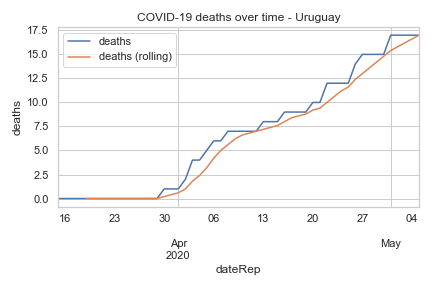 COVID-19 deaths over time - Uruguay
deaths
deaths (rolling)
17.5
15.0
12.5
10.0
7.5
5.0
2.5
0.0
deaths
16 23 30 06 13 20 27 04
Apr May
2020
dateRep